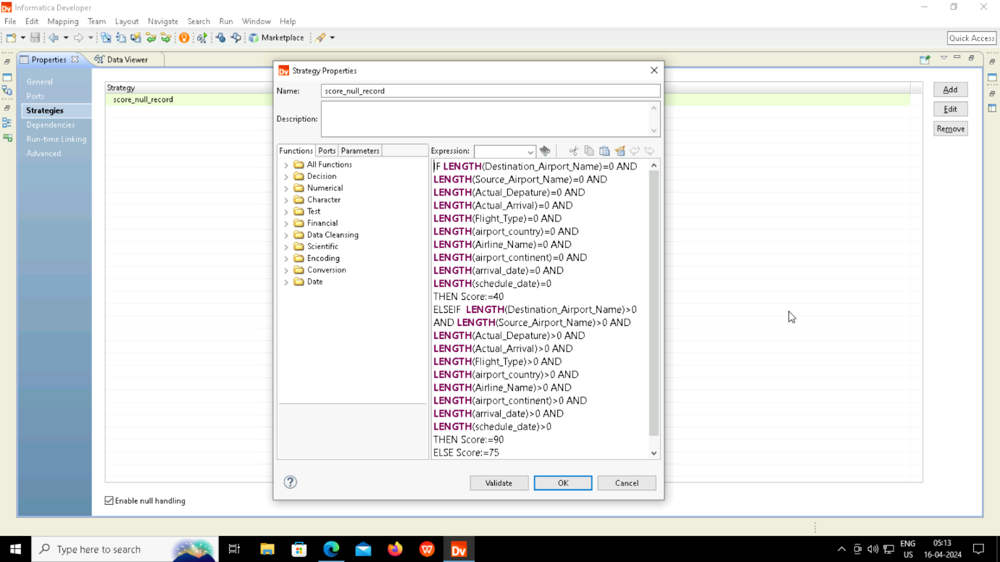 Informatica Developer
File Edit Mapping Team Layout Navigate Search Run Window Help
Marketplace
Quick Access
Properties
Data Viewer
General
Ports
Strategies
Dependencies
Run-time Linking
Advanced
Strategy
score_null_record
Add
Edit
Remove
Enable null handling
Strategy Properties
Name: score_null_record
Description:
Functions Ports Parameters
All Functions
Decision
Numerical
Character
Test
Financial
Data Cleansing
Scientific
Encoding
Conversion
Date
Expression:
IF LENGTH(Destination_Airport_Name)=0 AND
LENGTH(Source_Airport_Name)=0 AND
LENGTH(Actual_Depature)=0 AND
LENGTH(Actual_Arrival)=0 AND
LENGTH(Flight_Type)=0 AND
LENGTH(airport_country)=0 AND
LENGTH(Airline_Name)=0 AND
LENGTH(airport_continent)=0 AND
LENGTH(arrival_date)=0 AND
LENGTH(schedule_date)=0
THEN Score:=40
ELSEIF LENGTH(Destination_Airport_Name)>0
AND LENGTH(Source_Airport_Name)>0 AND
LENGTH(Actual_Depature)>0 AND
LENGTH(Actual_Arrival)>0 AND
LENGTH(Flight_Type)>0 AND
LENGTH(airport_country)>0 AND
LENGTH(Airline_Name)>0 AND
LENGTH(airport_continent)>0 AND
LENGTH(arrival_date)>0 AND
LENGTH(schedule_date)>0
THEN Score:=90
ELSE Score:=75
Validate OK Cancel
Type here to search
Dv
ENG
US
05:13
16-04-2024